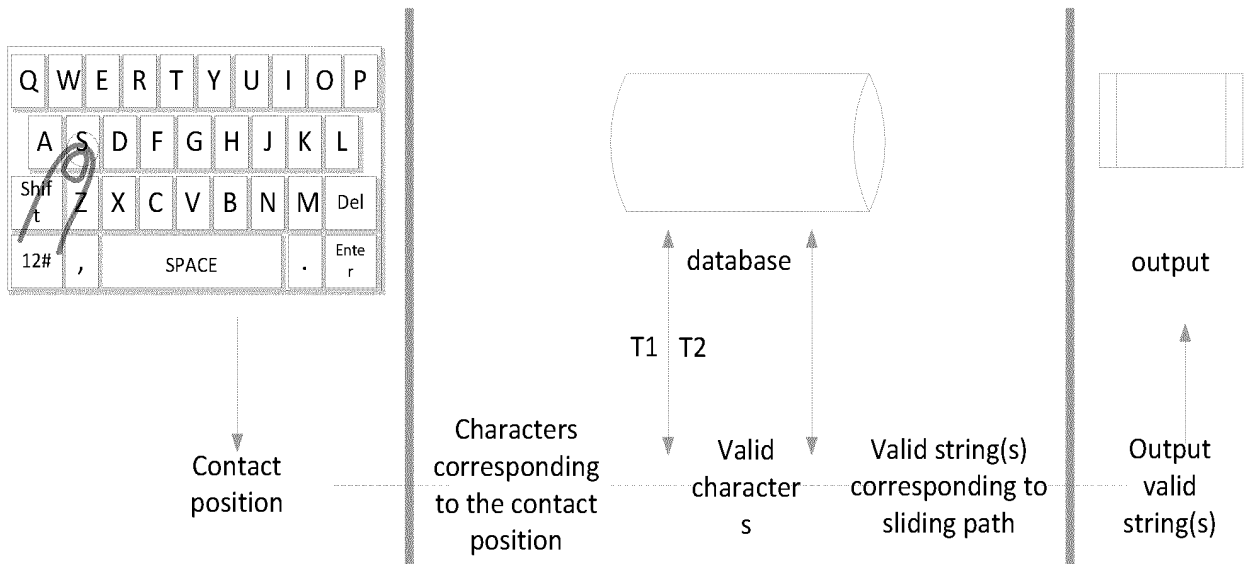 Q W E R T Y U I O P
A S D F G H J K L
Shif
t
Z X C V B N M Del
12# , SPACE .
Ente
r
database
output
T1 T2
Contact
position
Characters
corresponding
to the contact
position
Valid
character
s
Valid string(s)
corresponding to
sliding path
Output
valid
string(s)